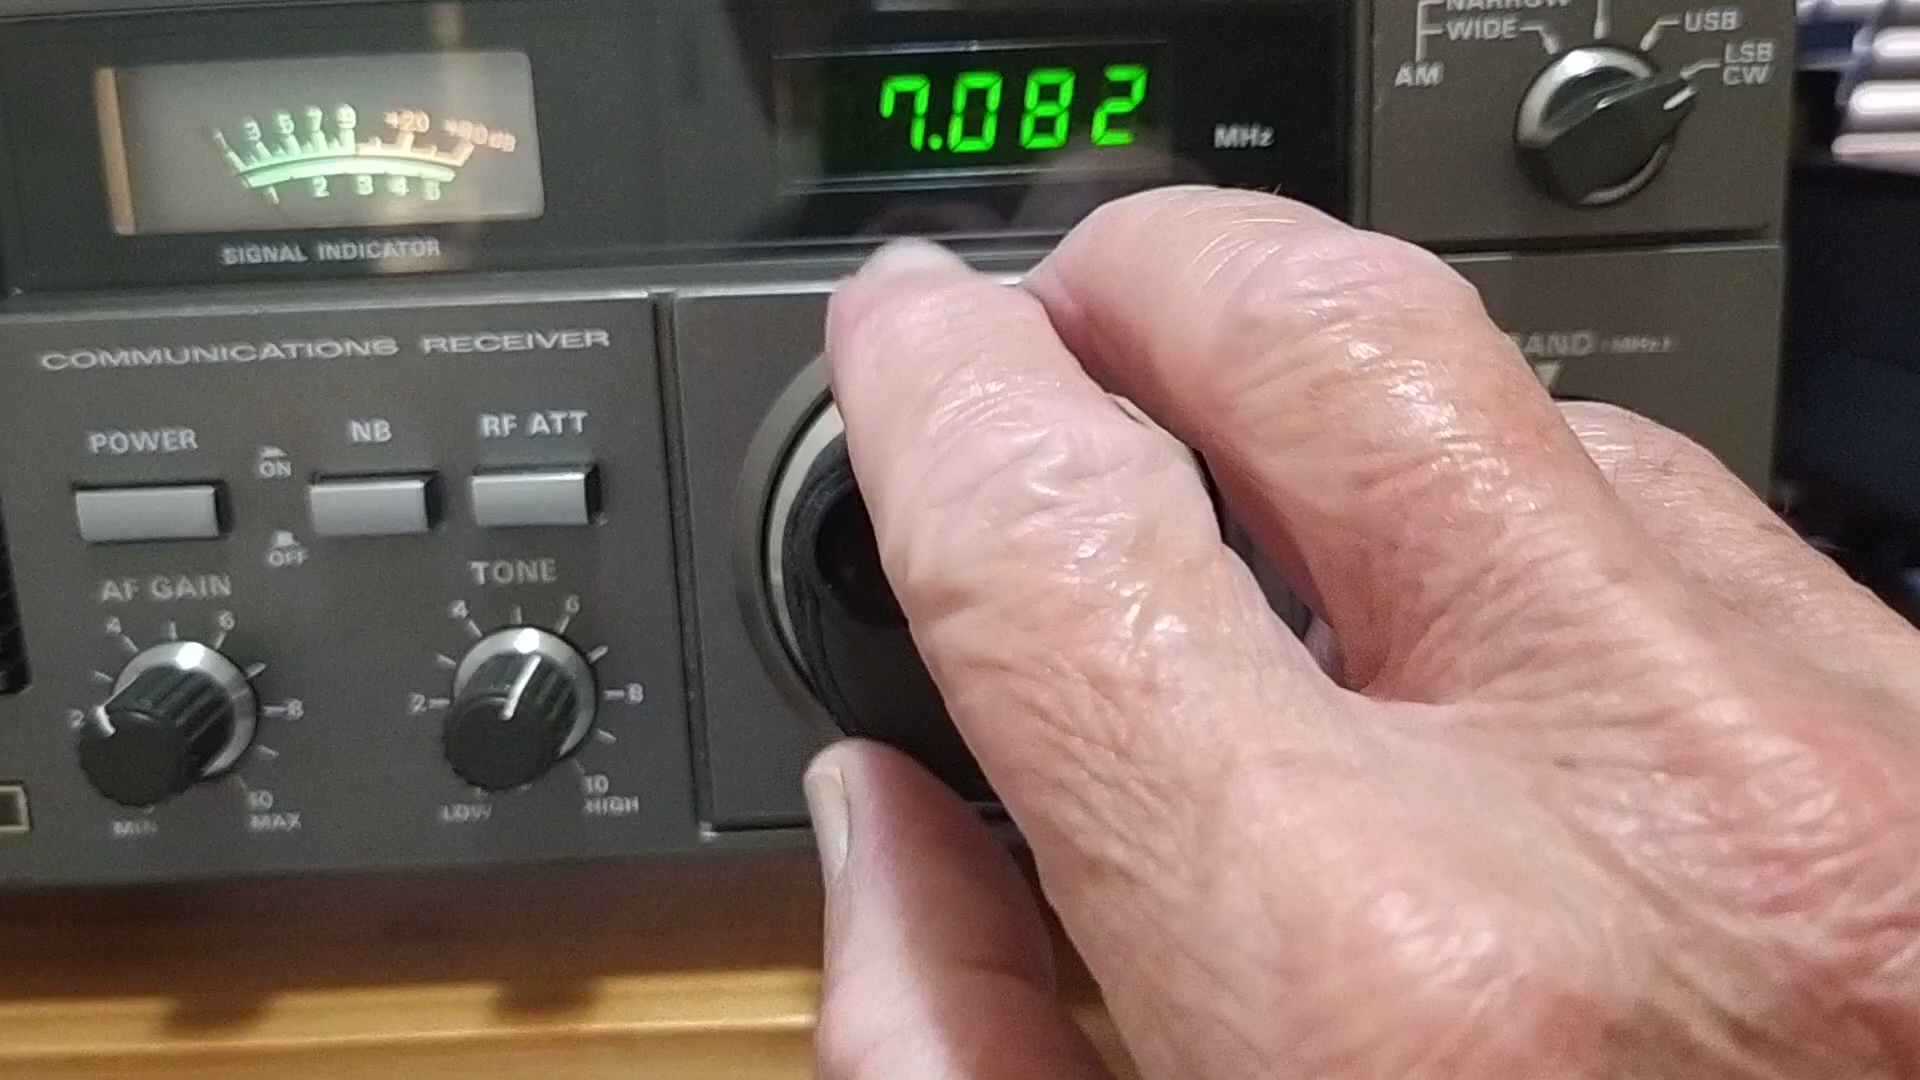 1 3 5 7 9 +20 +60dB
1 2 3 4 5
SIGNAL INDICATOR
7.082
MHz
NARROW
WIDE
AM
USB
LSB
CW
COMMUNICATIONS RECEIVER
POWER
ON
OFF
NB
RF ATT
AF GAIN
2 4 6 8 10
MIN MAX
TONE
2 4 6 8 10
LOW HIGH
BAND (MHz)